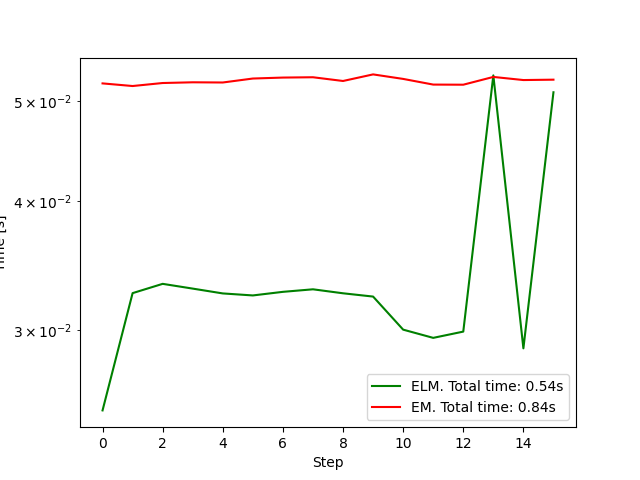 5 × 10⁻²
4 × 10⁻²
3 × 10⁻²
Time [s]
0 2 4 6 8 10 12 14
Step
ELM. Total time: 0.54s
EM. Total time: 0.84s